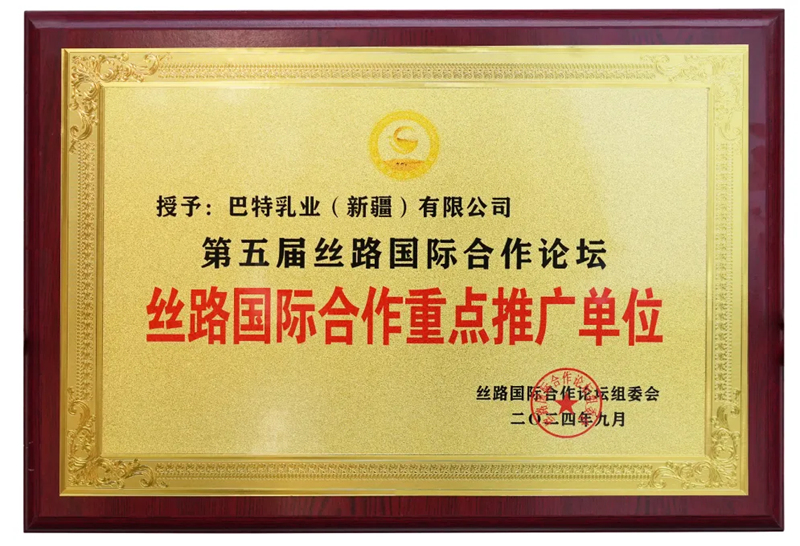 授予：巴特乳业（新疆）有限公司
第五届丝路国际合作论坛
丝路国际合作重点推广单位
丝路国际合作论坛组委会
二〇二四年九月